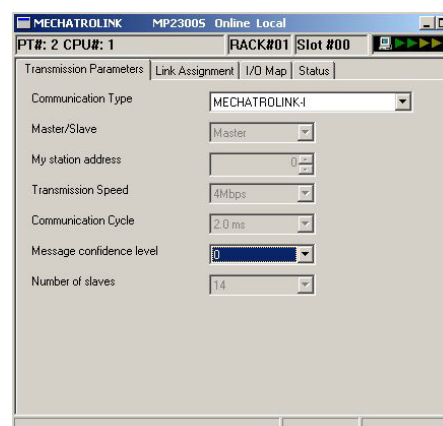 MECHATROLINK MP2300S Online Local
PT#: 2 CPU#: 1 RACK#01 Slot #00
Transmission Parameters Link Assignment I/O Map Status
Communication Type MECHATROLINK-I
Master/Slave Master
My station address 0
Transmission Speed 4Mbps
Communication Cycle 2.0 ms
Message confidence level 0
Number of slaves 14